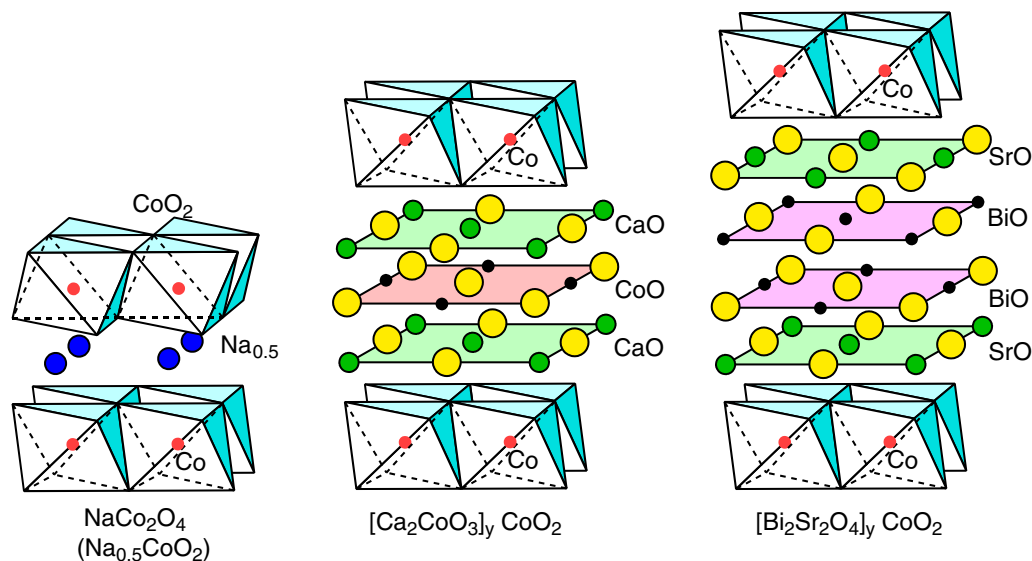 CoO₂
Na₀.₅
Co
NaCo₂O₄
(Na₀.₅CoO₂)
Co
CaO
CoO
CaO
Co
[Ca₂CoO₃]y CoO₂
Co
SrO
BiO
BiO
SrO
Co
[Bi₂Sr₂O₄]y CoO₂